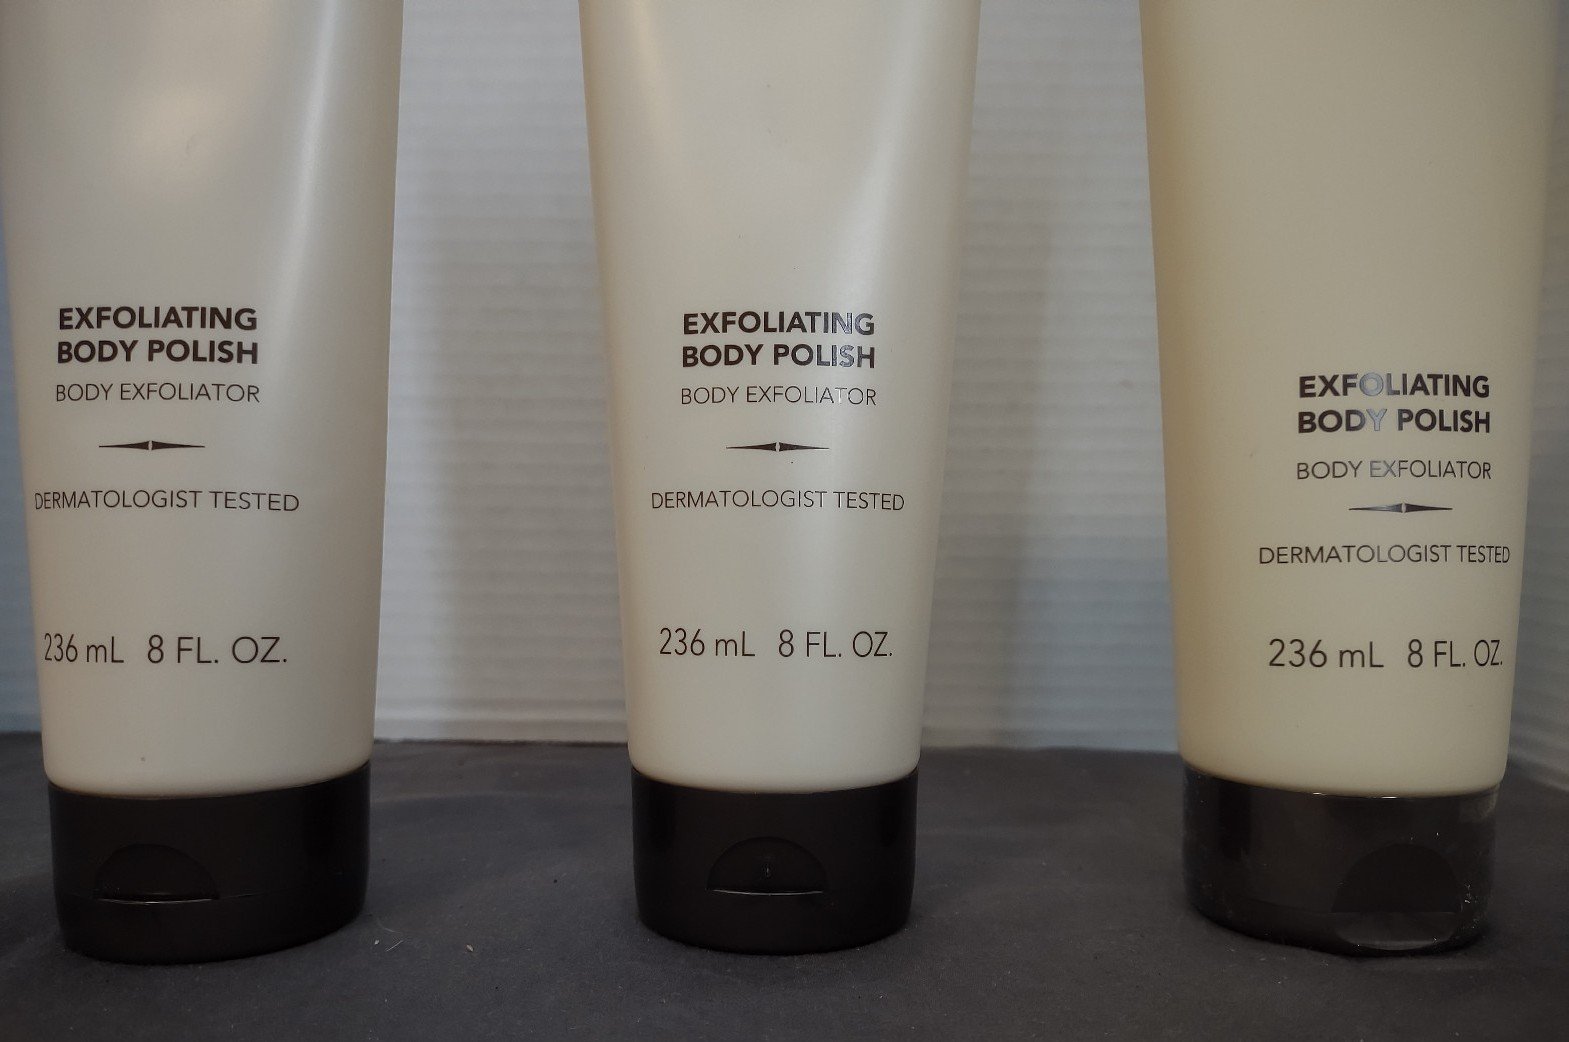 EXFOLIATING
BODY POLISH
BODY EXFOLIATOR
DERMATOLOGIST TESTED
236 mL 8 FL. OZ.
EXFOLIATING
BODY POLISH
BODY EXFOLIATOR
DERMATOLOGIST TESTED
236 mL 8 FL. OZ.
EXFOLIATING
BODY POLISH
BODY EXFOLIATOR
DERMATOLOGIST TESTED
236 mL 8 FL. OZ.